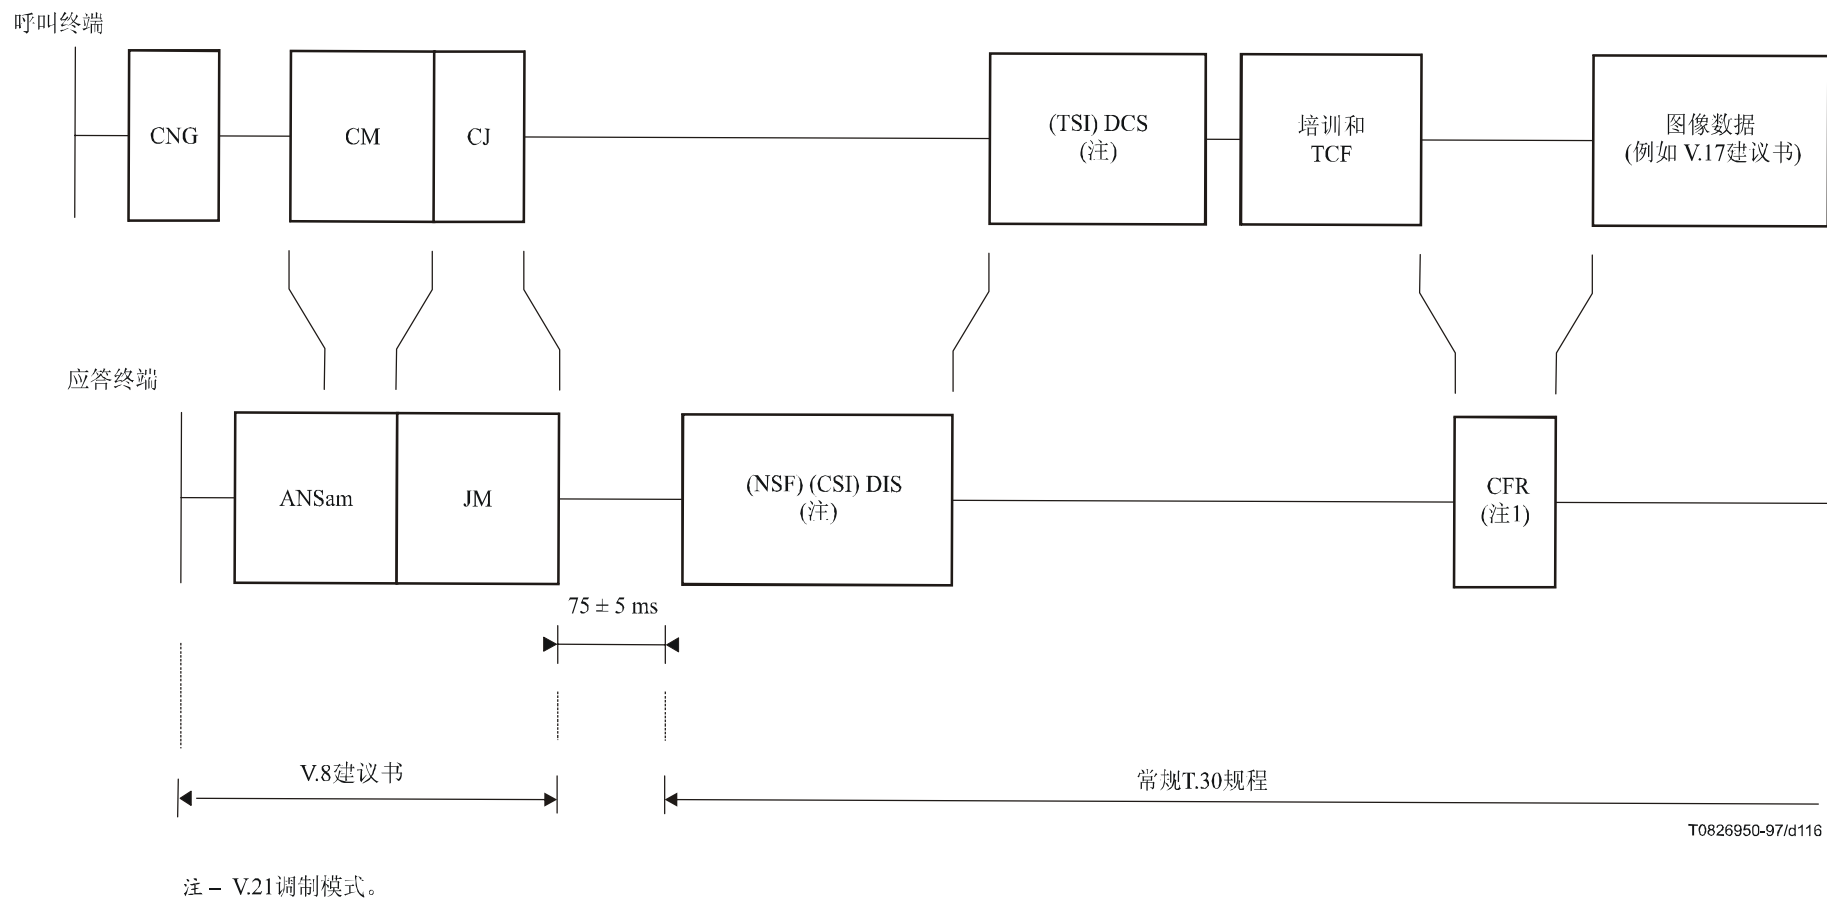 呼叫终端
CNG
CM
CJ
(TSI) DCS
(注)
培训和
TCF
图像数据
(例如 V.17建议书)
应答终端
ANSam
JM
(NSF) (CSI) DIS
(注)
CFR
(注1)
75 ± 5 ms
V.8建议书
常规T.30规程
T0826950-97/d116
注 – V.21调制模式。